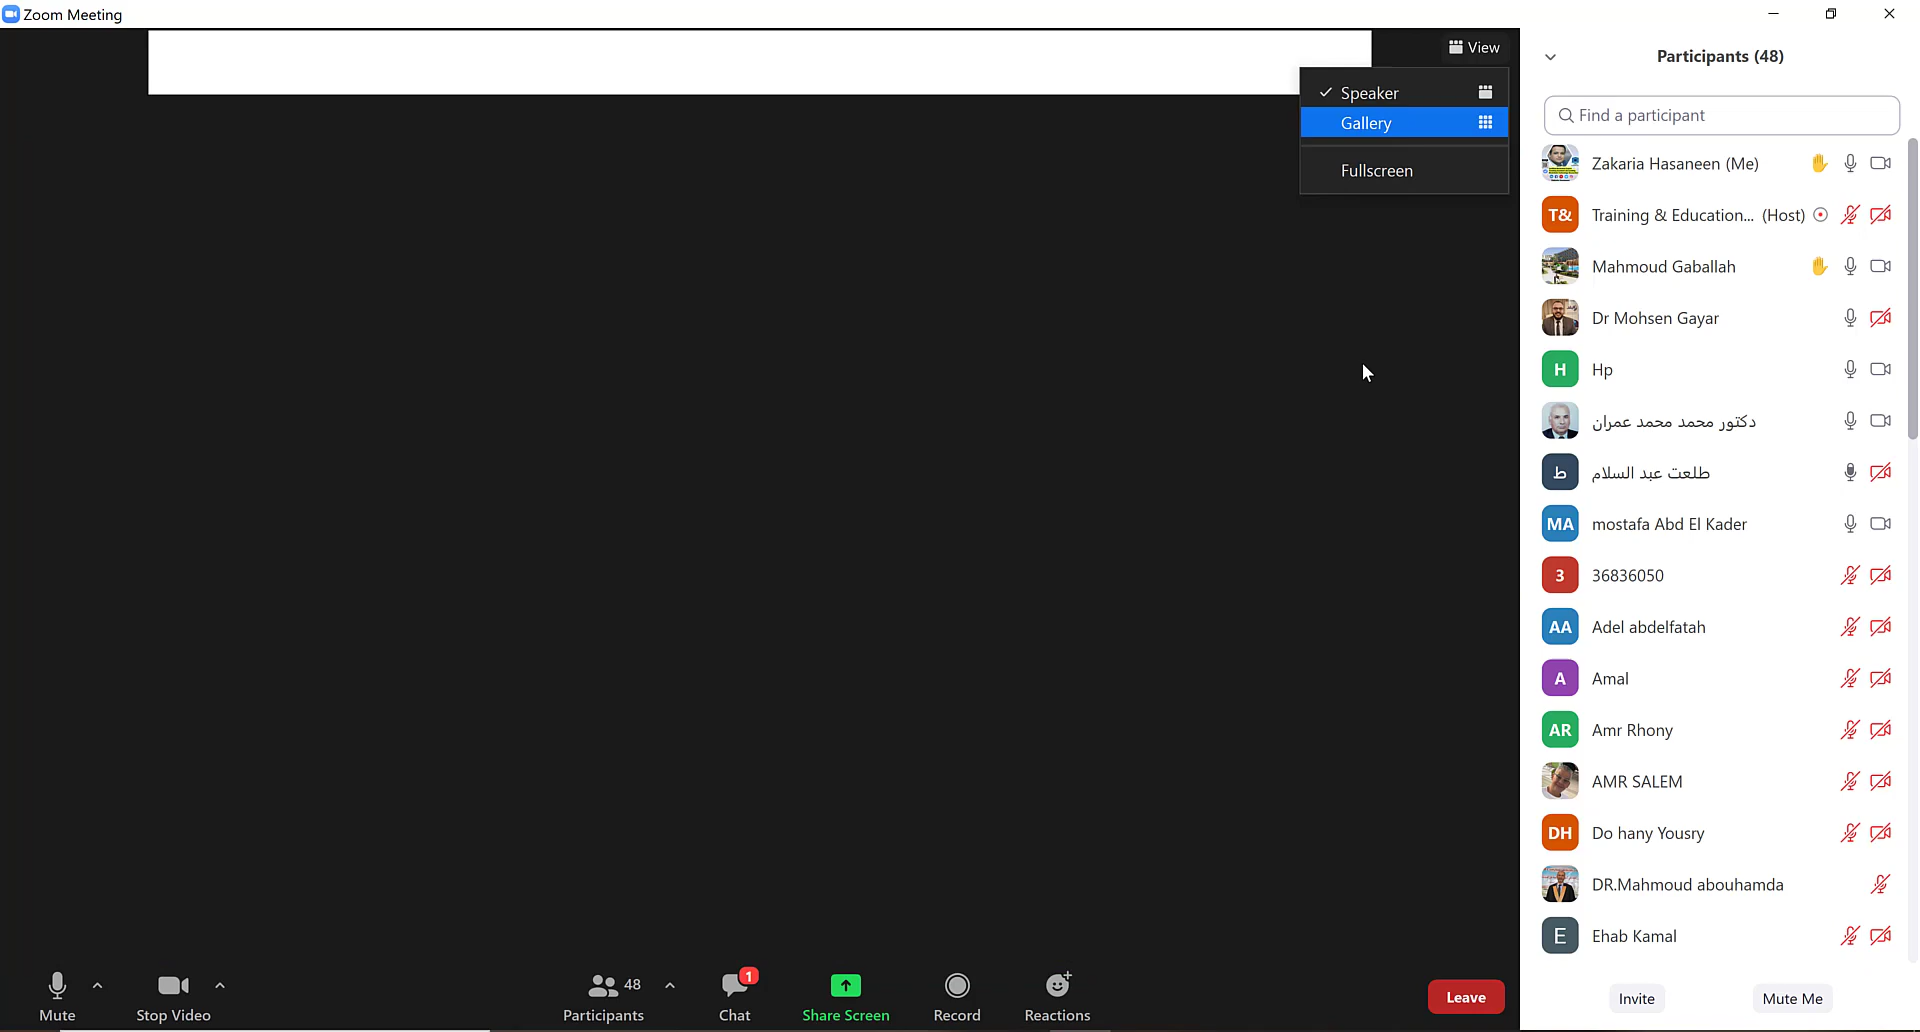 Zoom Meeting
View
Speaker
Gallery
Fullscreen
Participants (48)
Find a participant
Zakaria Hasaneen (Me)
T& Training & Education... (Host)
Mahmoud Gaballah
Dr Mohsen Gayar
H Hp
دكتور محمد محمد عمران
ط طلعت عبد السلام
MA mostafa Abd El Kader
3 36836050
AA Adel abdelfatah
A Amal
AR Amr Rhony
AMR SALEM
DH Do hany Yousry
DR.Mahmoud abouhamda
E Ehab Kamal
Invite Mute Me
48 1
Mute Stop Video Participants Chat Share Screen Record Reactions Leave